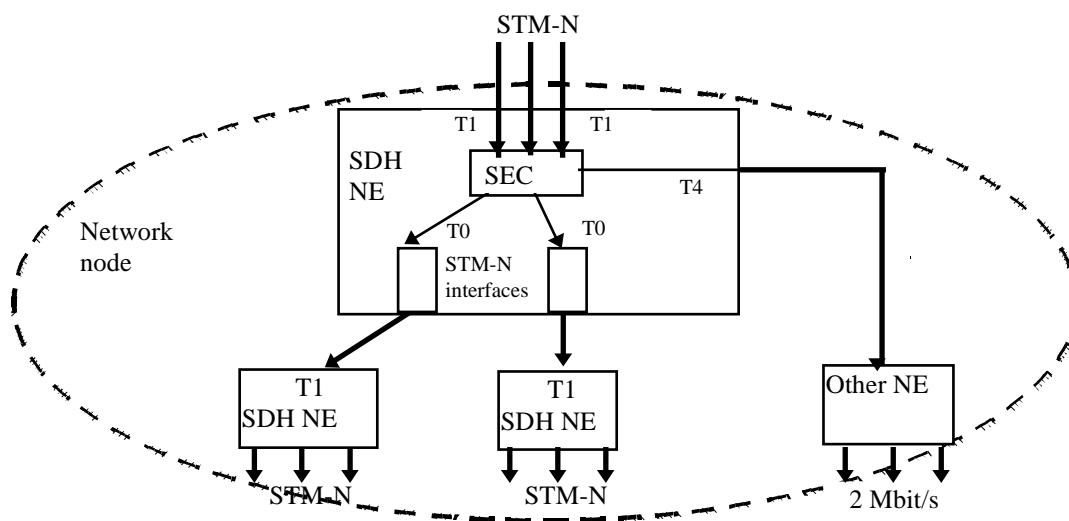 STM-N
T1
T1
SDH
NE
SEC
T4
T0
T0
Network
node
STM-N
interfaces
T1
SDH NE
T1
SDH NE
Other NE
STM-N
STM-N
2 Mbit/s